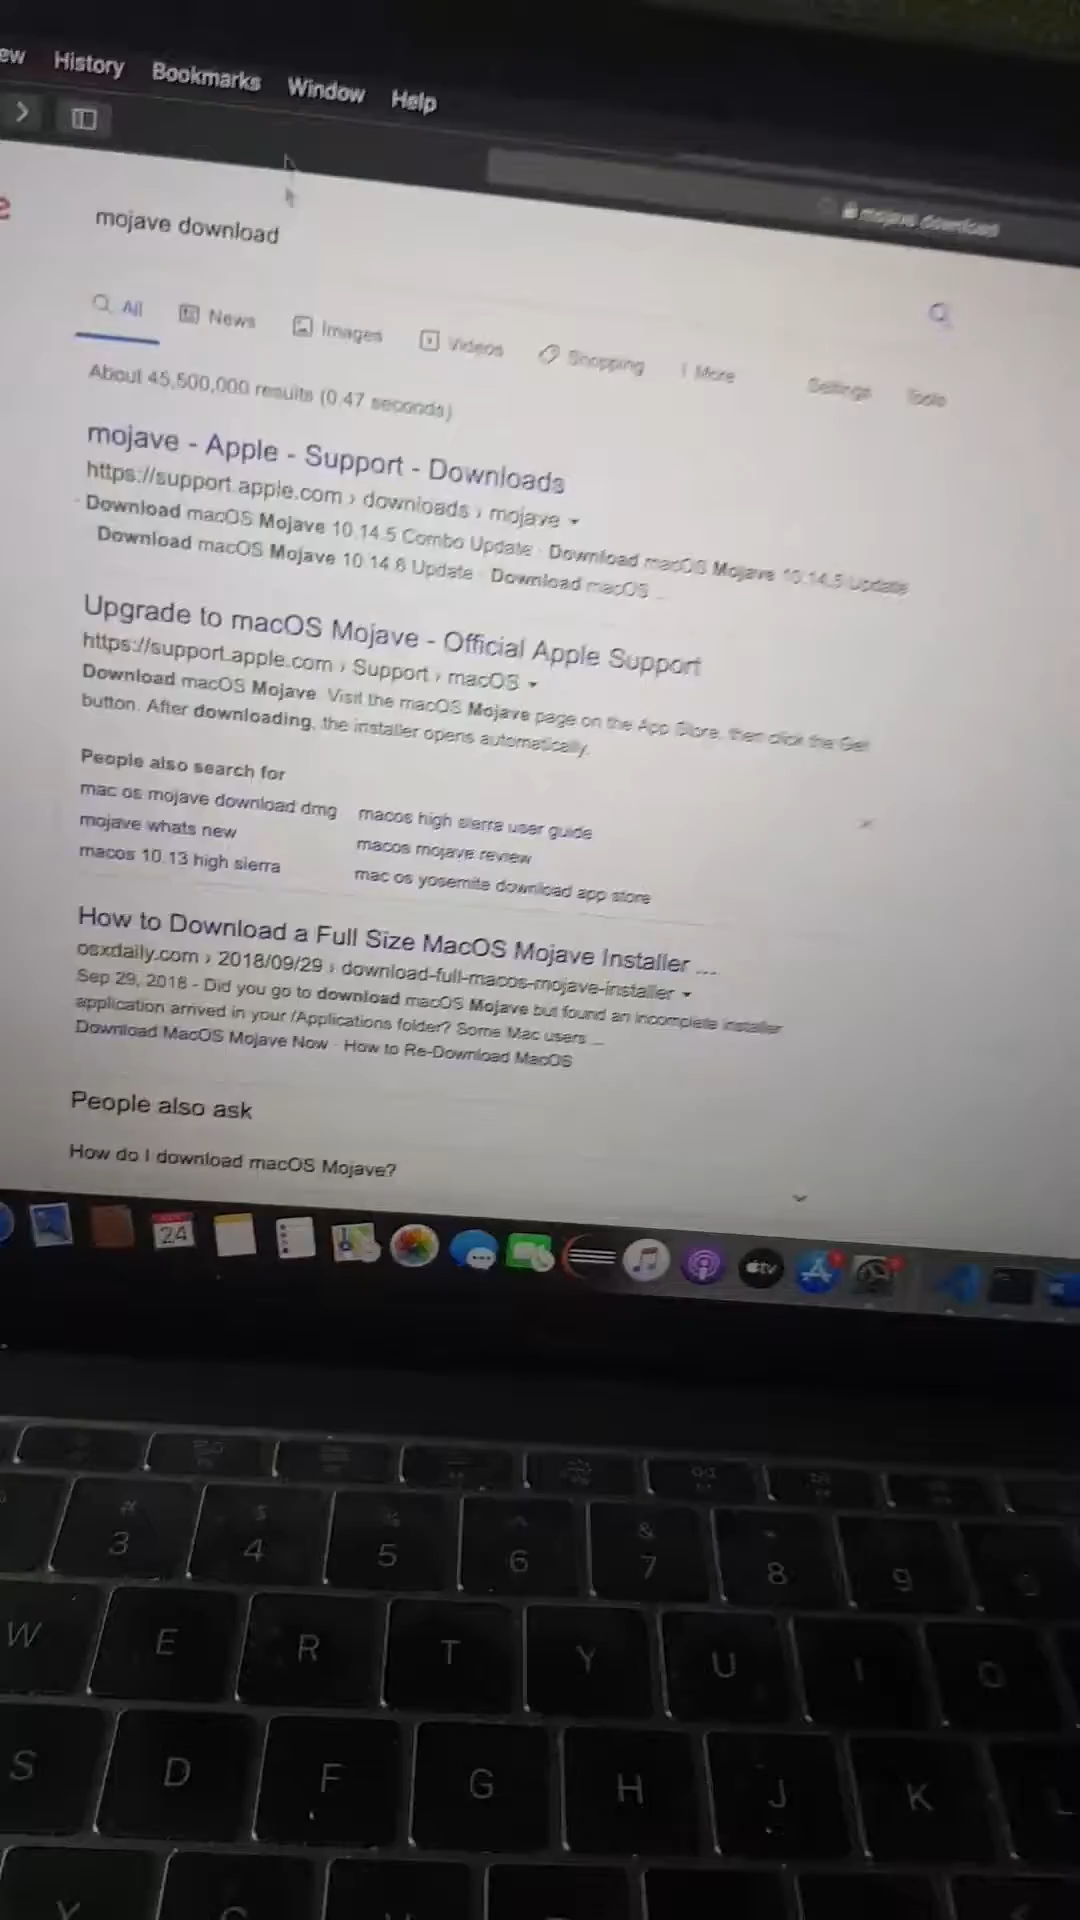 ew History Bookmarks Window Help
mojave download
mojave download
All News Images Videos Shopping More Settings Tools
About 45,500,000 results (0.47 seconds)
mojave - Apple - Support - Downloads
https://support.apple.com › downloads › mojave
Download macOS Mojave 10.14.5 Combo Update · Download macOS Mojave 10.14.5 Update
Download macOS Mojave 10.14.6 Update · Download macOS ...
Upgrade to macOS Mojave - Official Apple Support
https://support.apple.com › Support › macOS
Download macOS Mojave. Visit the macOS Mojave page on the App Store, then click the Get
button. After downloading, the installer opens automatically.
People also search for
mac os mojave download dmg macos high sierra user guide
mojave whats new macos mojave review
macos 10.13 high sierra mac os yosemite download app store
How to Download a Full Size MacOS Mojave Installer ...
osxdaily.com › 2018/09/29 › download-full-macos-mojave-installer
Sep 29, 2018 - Did you go to download macOS Mojave but found an incomplete installer
application arrived in your /Applications folder? Some Mac users ...
Download MacOS Mojave Now · How to Re-Download MacOS
People also ask
How do I download macOS Mojave?
24
tv
# $ % ^ &
3 4 5 6 7 8 9
W E R T Y U I O
S D F G H J K L